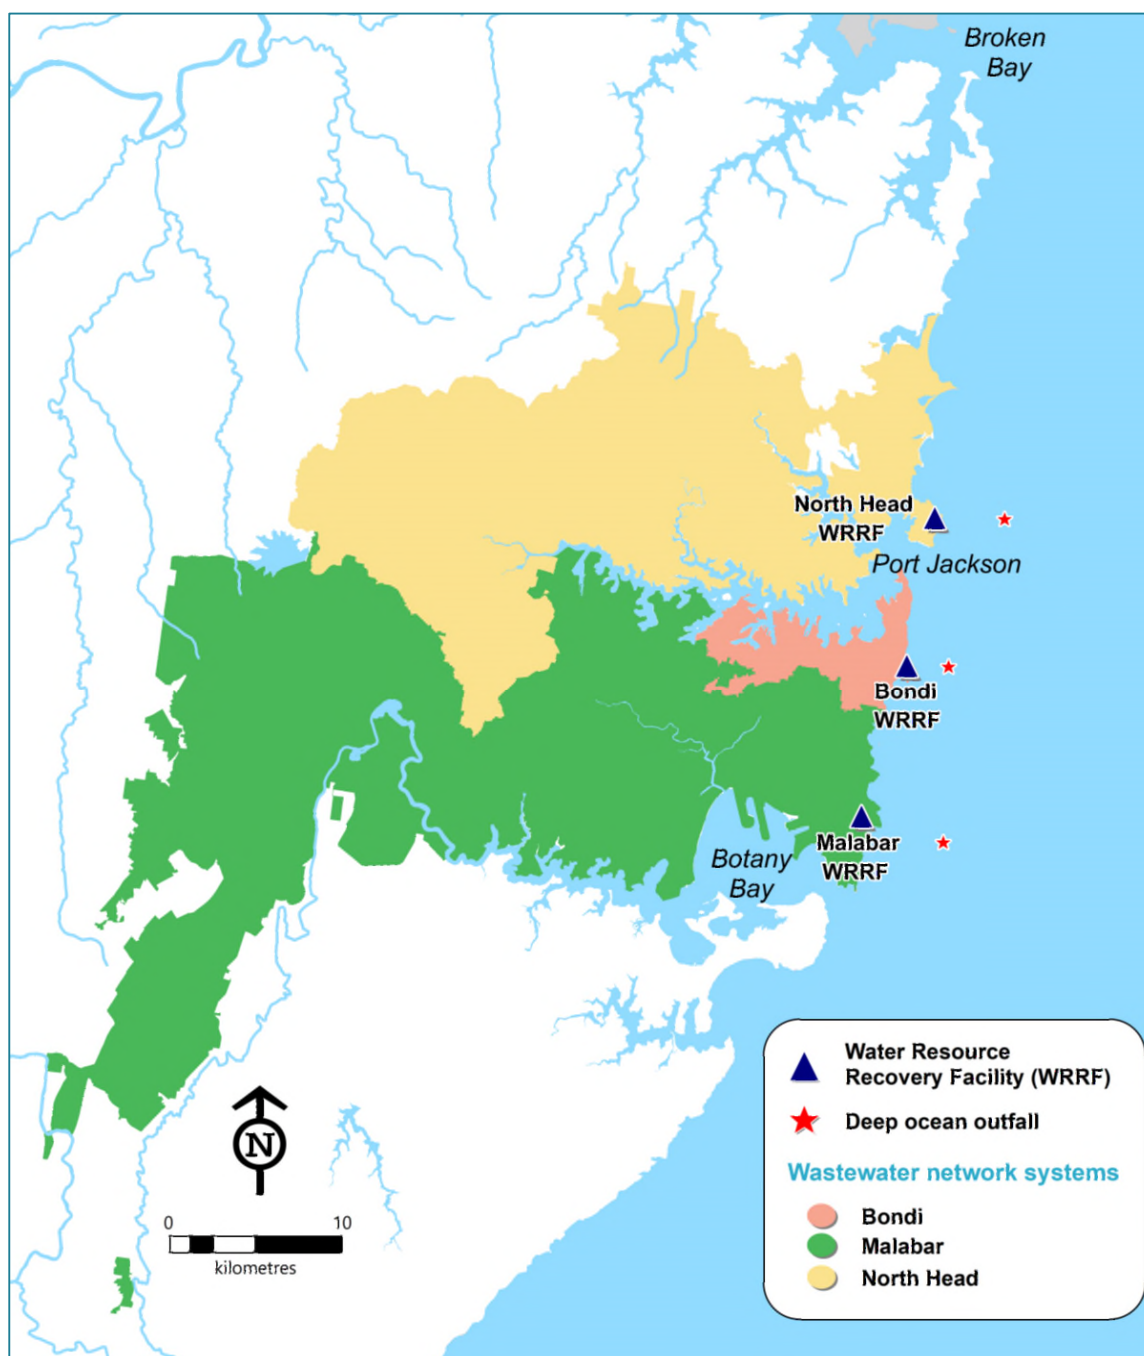 Broken
Bay
North Head
WRRF
Port Jackson
Bondi
WRRF
Malabar
WRRF
Botany
Bay
Water Resource
Recovery Facility (WRRF)
Deep ocean outfall
Wastewater network systems
Bondi
Malabar
North Head
N
0 10
kilometres